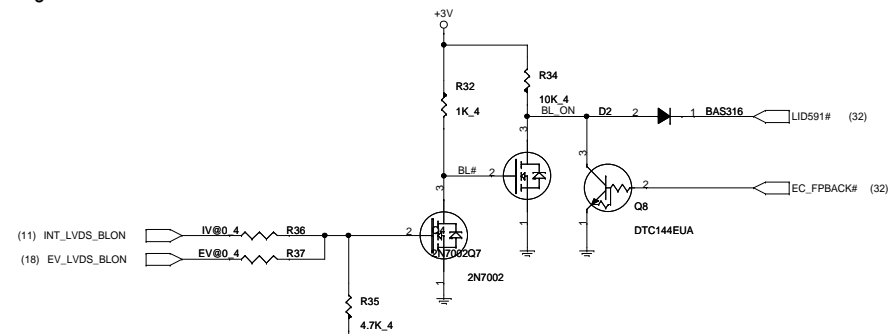 +3V
R32
1K_4
R34
10K_4
BL_ON
D2
2
1
BAS316
LID591#
(32)
3
3
BL#
2
2
EC_FPBACK#
(32)
3
Q8
1
1
DTC144EUA
(11)
INT_LVDS_BLON
IV@0_4
R36
2
Q4
2N7002Q7
(18)
EV_LVDS_BLON
EV@0_4
R37
2N7002
1
R35
4.7K_4